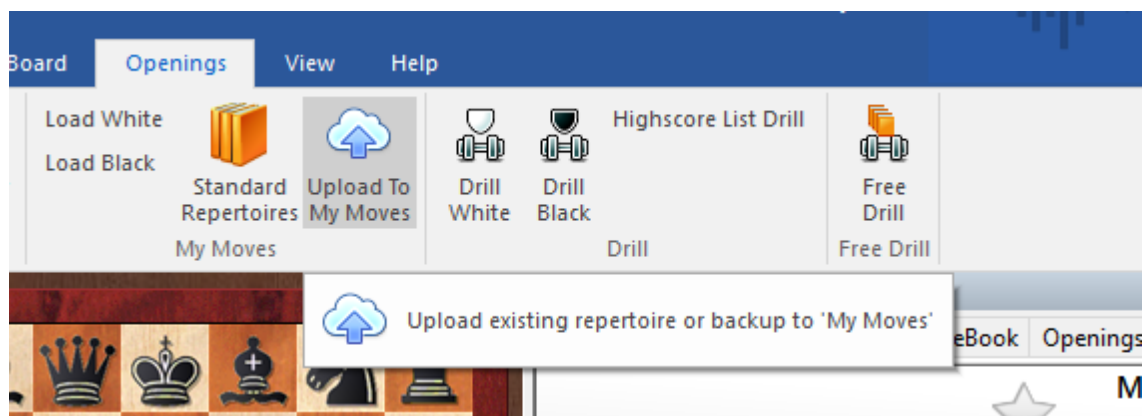 Board Openings View Help
Load White
Load Black
Standard Repertoires
Upload To My Moves
My Moves
Drill White
Drill Black
Highscore List Drill
Drill
Free Drill
Free Drill
Upload existing repertoire or backup to 'My Moves'
eBook Openings
M